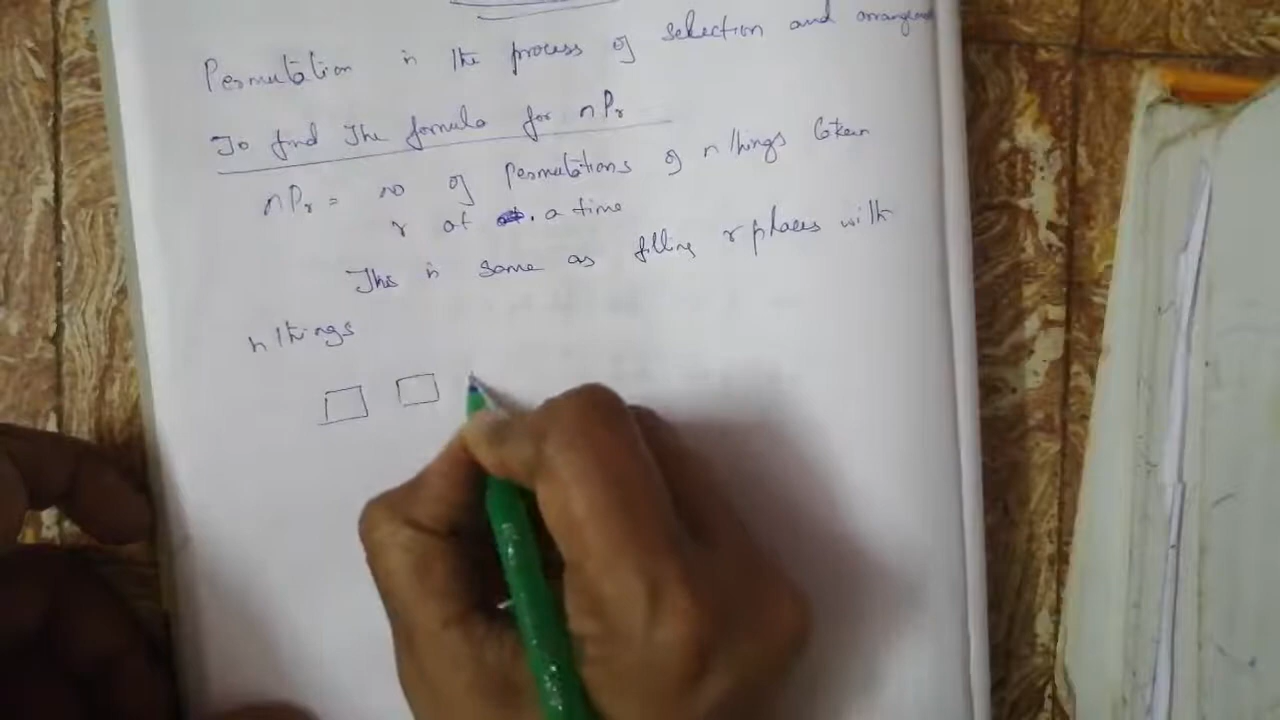 Permutation is the process of selection and arrangem
To find The formula for nPr
nPr = no of permutations of n things taken
r at a time
This is same as filling r places with
n things